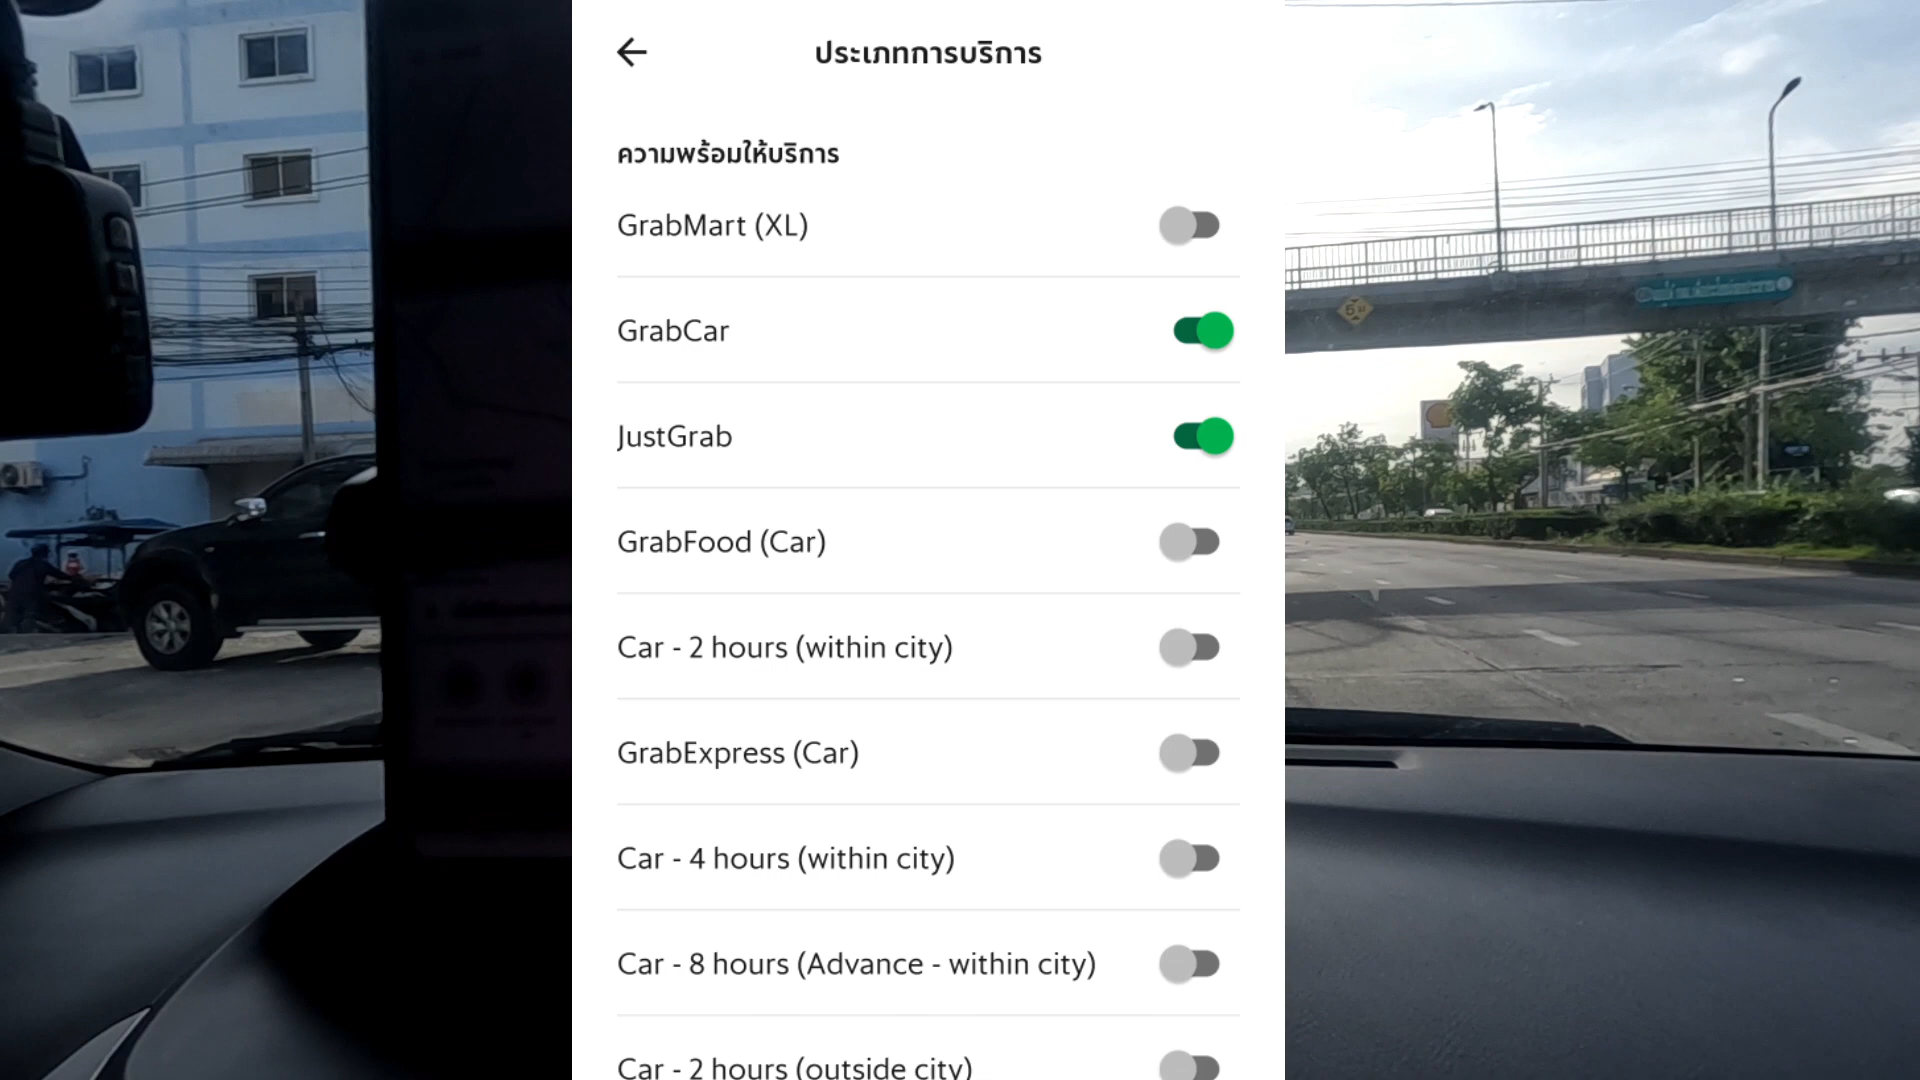 ประเภทการบริการ
ความพร้อมให้บริการ
GrabMart (XL)
GrabCar
JustGrab
GrabFood (Car)
Car - 2 hours (within city)
GrabExpress (Car)
Car - 4 hours (within city)
Car - 8 hours (Advance - within city)
Car - 2 hours (outside city)